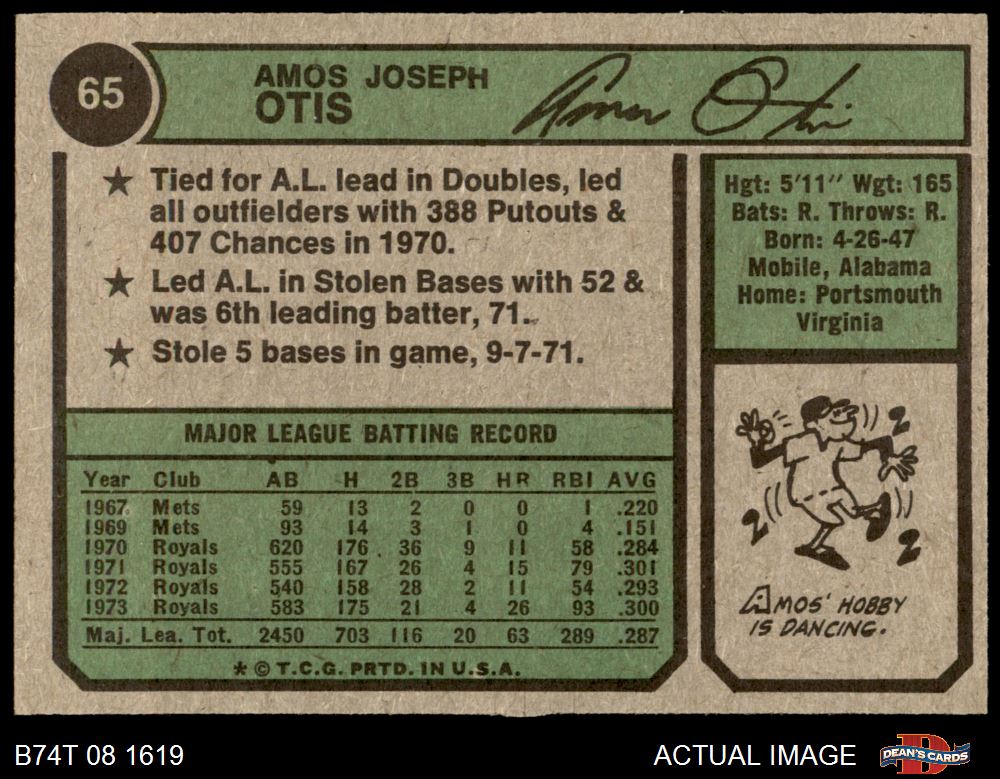 65
AMOS JOSEPH
OTIS
Amos Otis
★ Tied for A.L. lead in Doubles, led
all outfielders with 388 Putouts &
407 Chances in 1970.
★ Led A.L. in Stolen Bases with 52 &
was 6th leading batter, 71.
★ Stole 5 bases in game, 9-7-71.
Hgt: 5'11" Wgt: 165
Bats: R. Throws: R.
Born: 4-26-47
Mobile, Alabama
Home: Portsmouth
Virginia
MAJOR LEAGUE BATTING RECORD
Year Club AB H 2B 3B HR RBI AVG
1967 Mets 59 13 2 0 0 1 .220
1969 Mets 93 14 3 1 0 4 .151
1970 Royals 620 176 36 9 11 58 .284
1971 Royals 555 167 26 4 15 79 .301
1972 Royals 540 158 28 2 11 54 .293
1973 Royals 583 175 21 4 26 93 .300
Maj. Lea. Tot. 2450 703 116 20 63 289 .287
* © T.C.G. PRTD. IN U.S.A.
2
2
2
AMOS' HOBBY
IS DANCING.
B74T 08 1619
ACTUAL IMAGE
DEAN'S CARDS